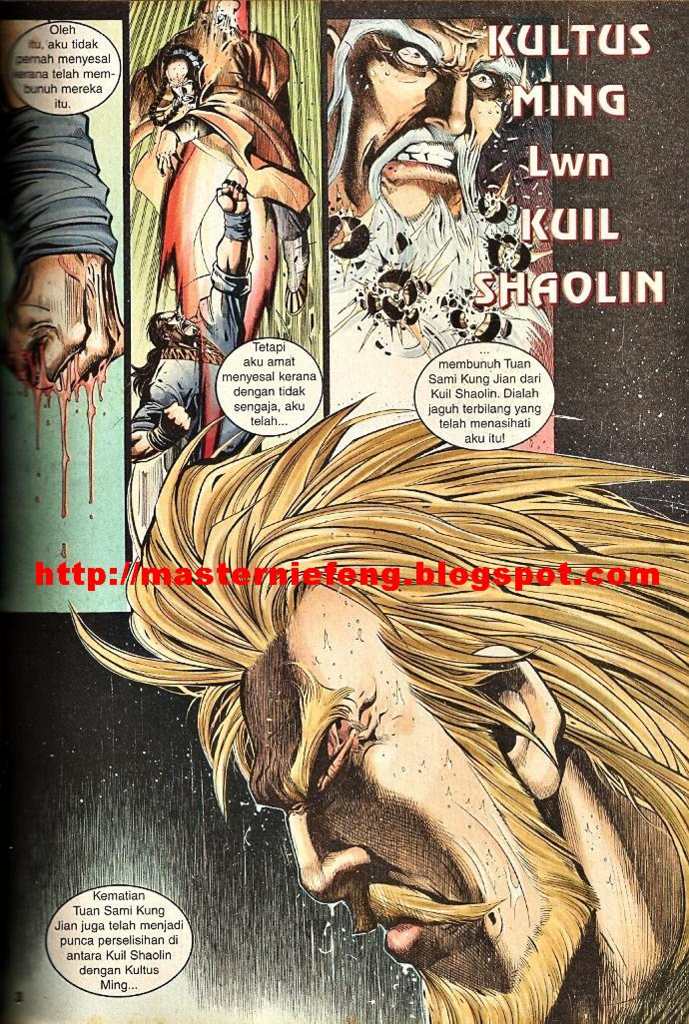 Oleh
itu, aku tidak
pernah menyesal
kerana telah mem-
bunuh mereka
itu.
KULTUS
MING
Lwn
KUIL
SHAOLIN
Tetapi
aku amat
menyesal kerana
dengan tidak
sengaja, aku
telah...
...
membunuh Tuan
Sami Kung Jian dari
Kuil Shaolin. Dialah
jaguh terbilang yang
telah menasihati
aku itu!
http://masterniefeng.blogspot.com
Kematian
Tuan Sami Kung
Jian juga telah menjadi
punca perselisihan di
antara Kuil Shaolin
dengan Kultus
Ming...